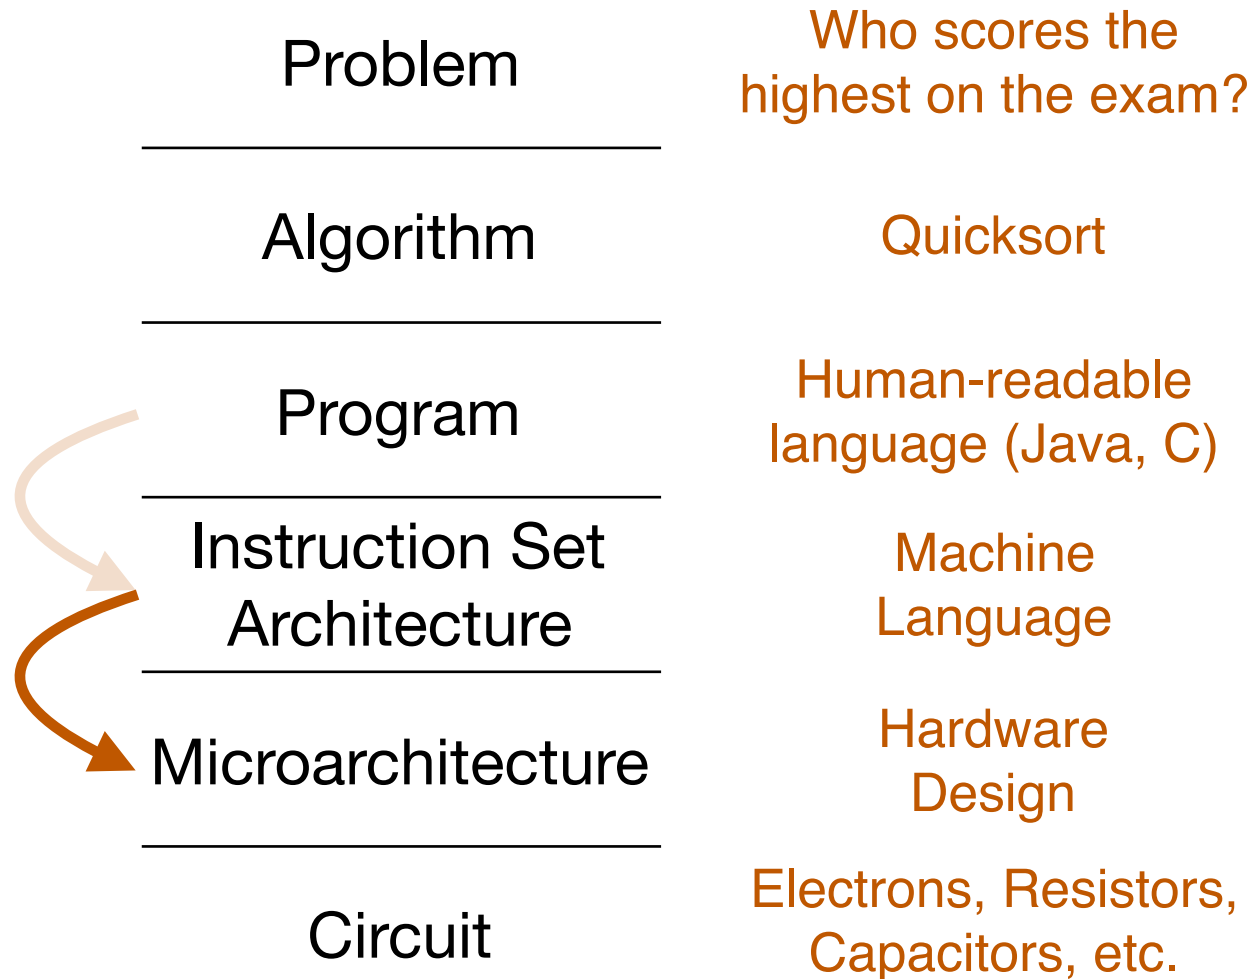 Problem
Who scores the
highest on the exam?
Algorithm
Quicksort
Program
Human-readable
language (Java, C)
Instruction Set
Architecture
Machine
Language
Microarchitecture
Hardware
Design
Circuit
Electrons, Resistors,
Capacitors, etc.